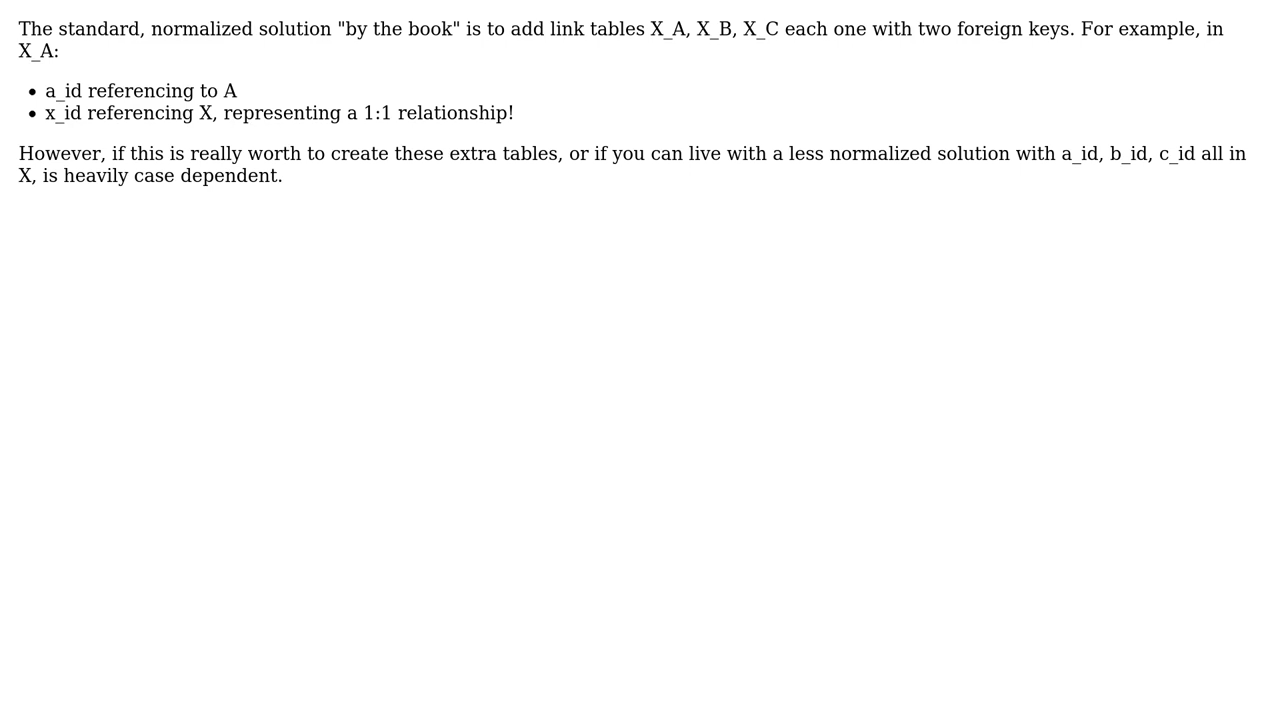 The standard, normalized solution "by the book" is to add link tables X_A, X_B, X_C each one with two foreign keys. For example, in
X_A:
• a_id referencing to A
• x_id referencing X, representing a 1:1 relationship!
However, if this is really worth to create these extra tables, or if you can live with a less normalized solution with a_id, b_id, c_id all in
X, is heavily case dependent.